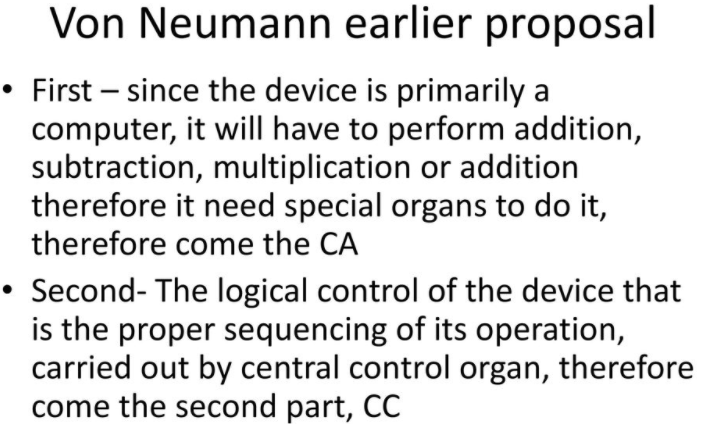 Von Neumann earlier proposal
• First – since the device is primarily a
computer, it will have to perform addition,
subtraction, multiplication or addition
therefore it need special organs to do it,
therefore come the CA
• Second- The logical control of the device that
is the proper sequencing of its operation,
carried out by central control organ, therefore
come the second part, CC